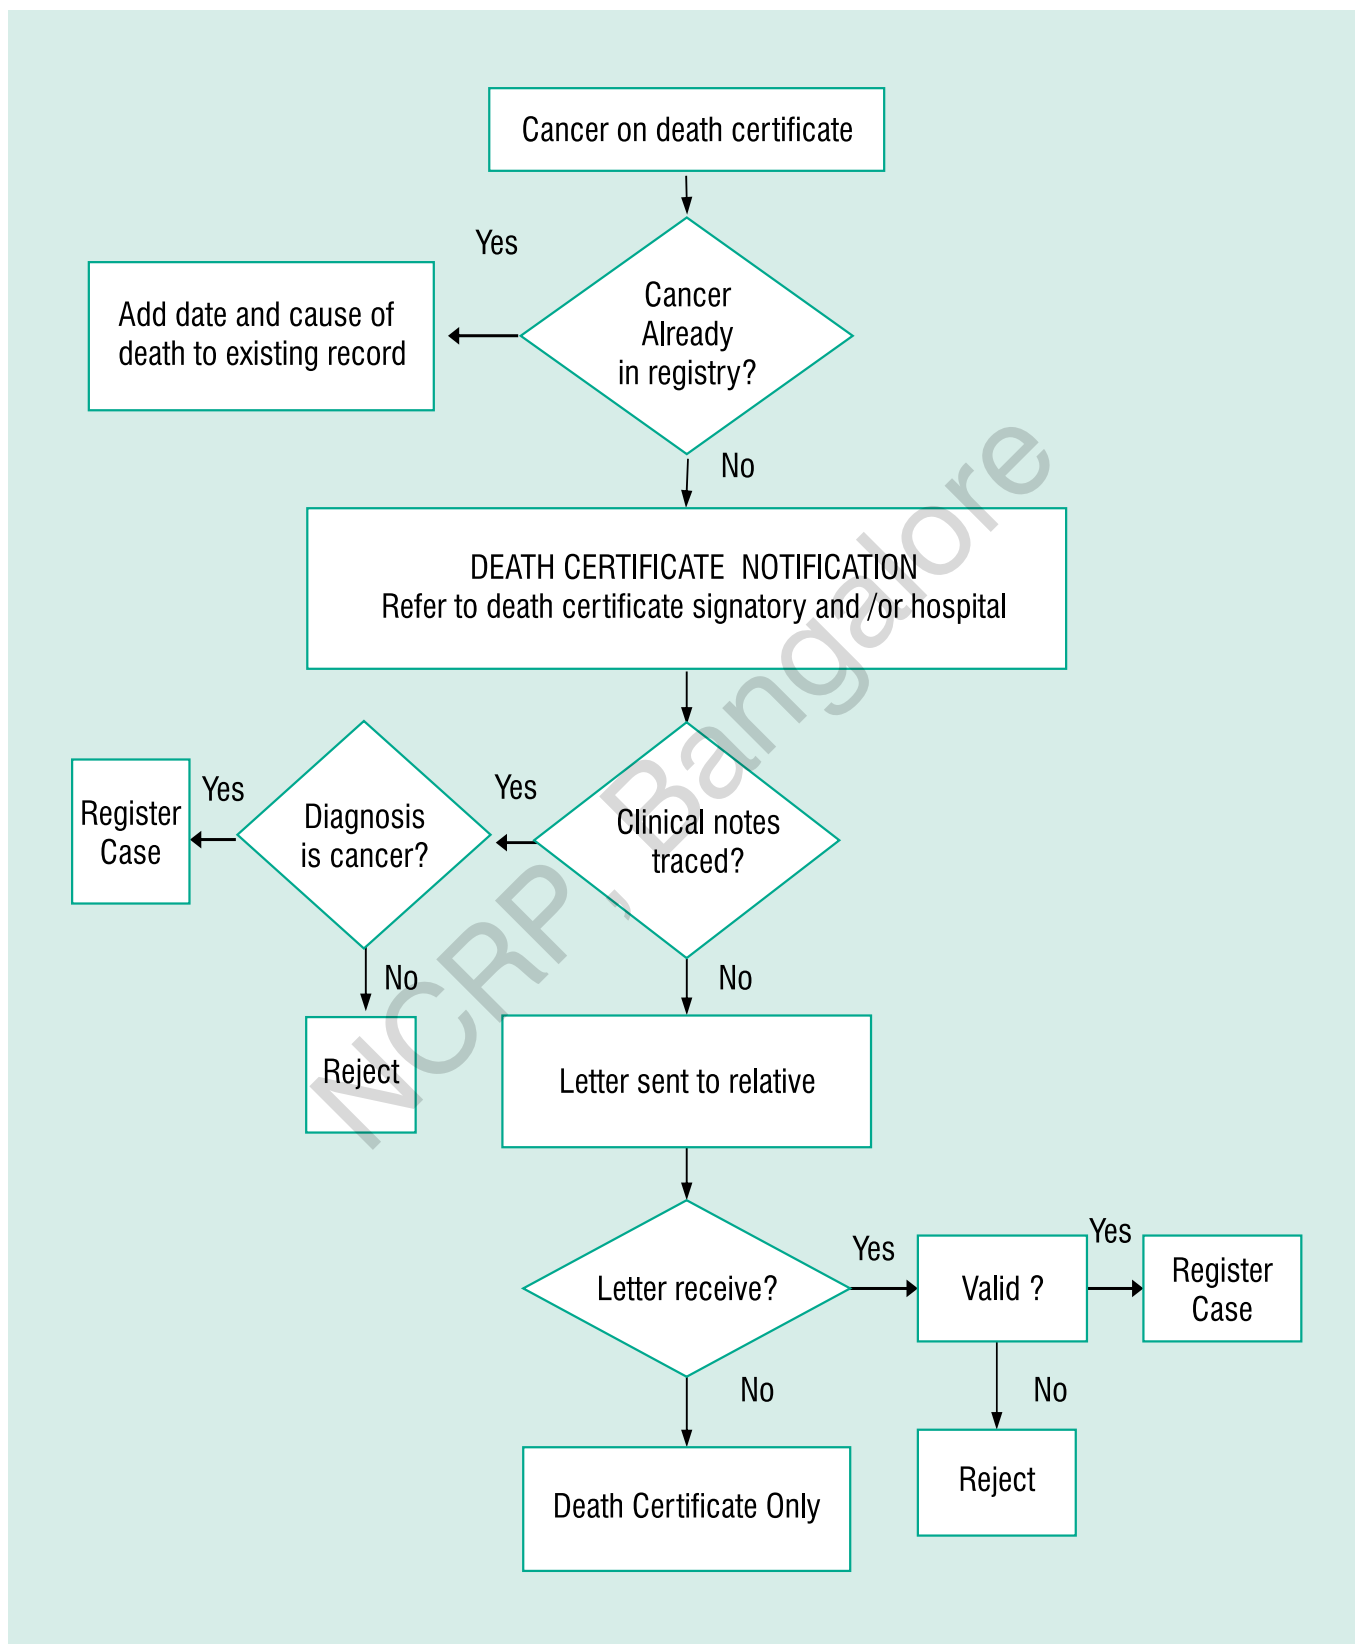 Cancer on death certificate
Yes
Cancer
Already
in registry?
Add date and cause of
death to existing record
No
DEATH CERTIFICATE NOTIFICATION
Refer to death certificate signatory and /or hospital
Clinical notes
traced?
Yes
Diagnosis
is cancer?
Yes
Register
Case
No
Reject
No
Letter sent to relative
Letter receive?
Yes
Valid ?
Yes
Register
Case
No
Reject
No
Death Certificate Only
NCRP , Bangalore